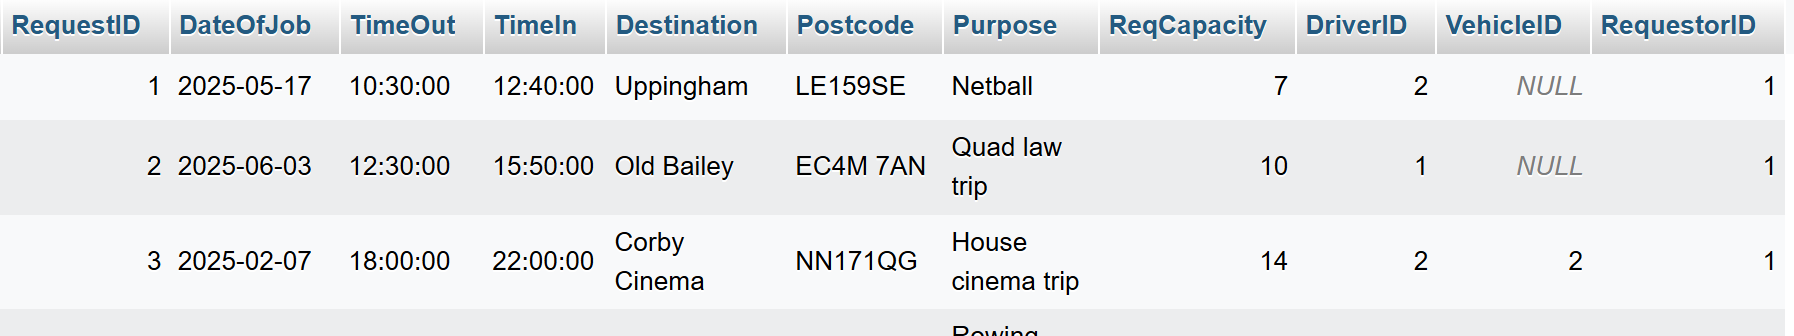 RequestID DateOfJob TimeOut TimeIn Destination Postcode Purpose ReqCapacity DriverID VehicleID RequestorID
1 2025-05-17 10:30:00 12:40:00 Uppingham LE159SE Netball 7 2 NULL 1
2 2025-06-03 12:30:00 15:50:00 Old Bailey EC4M 7AN Quad law
trip 10 1 NULL 1
3 2025-02-07 18:00:00 22:00:00 Corby
Cinema NN171QG House
cinema trip 14 2 2 1
Rowing